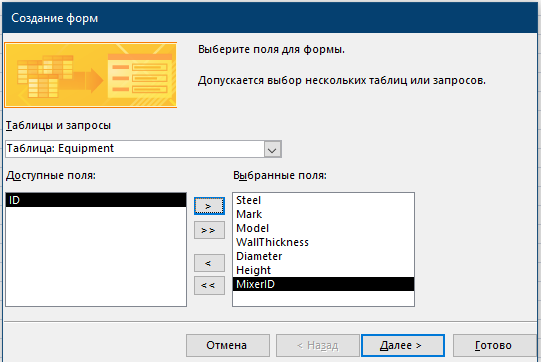 Создание форм
Выберите поля для формы.
Допускается выбор нескольких таблиц или запросов.
Таблицы и запросы
Таблица: Equipment
Доступные поля:
Выбранные поля:
ID
>
>>
<
<<
Steel
Mark
Model
WallThickness
Diameter
Height
MixerID
Отмена
< Назад
Далее >
Готово